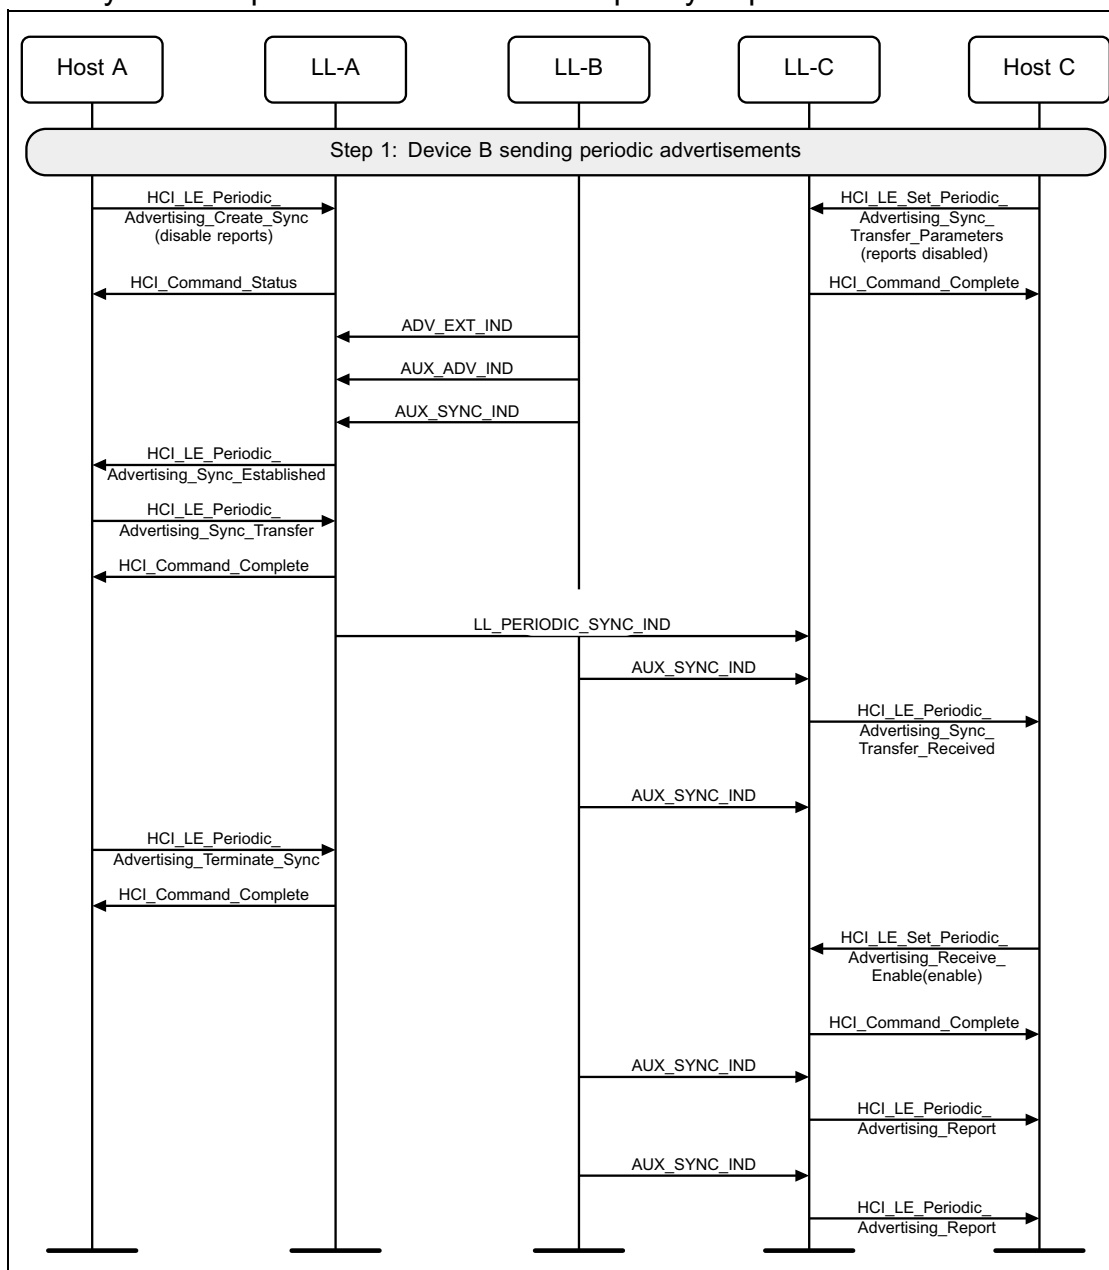 Host A
LL-A
LL-B
LL-C
Host C
Step 1: Device B sending periodic advertisements
HCI_LE_Periodic_
Advertising_Create_Sync
(disable reports)
HCI_LE_Set_Periodic_
Advertising_Sync_
Transfer_Parameters
(reports disabled)
HCI_Command_Status
HCI_Command_Complete
ADV_EXT_IND
AUX_ADV_IND
AUX_SYNC_IND
HCI_LE_Periodic_
Advertising_Sync_Established
HCI_LE_Periodic_
Advertising_Sync_Transfer
HCI_Command_Complete
LL_PERIODIC_SYNC_IND
AUX_SYNC_IND
HCI_LE_Periodic_
Advertising_Sync_
Transfer_Received
AUX_SYNC_IND
HCI_LE_Periodic_
Advertising_Terminate_Sync
HCI_Command_Complete
HCI_LE_Set_Periodic_
Advertising_Receive_
Enable(enable)
HCI_Command_Complete
AUX_SYNC_IND
HCI_LE_Periodic_
Advertising_Report
AUX_SYNC_IND
HCI_LE_Periodic_
Advertising_Report